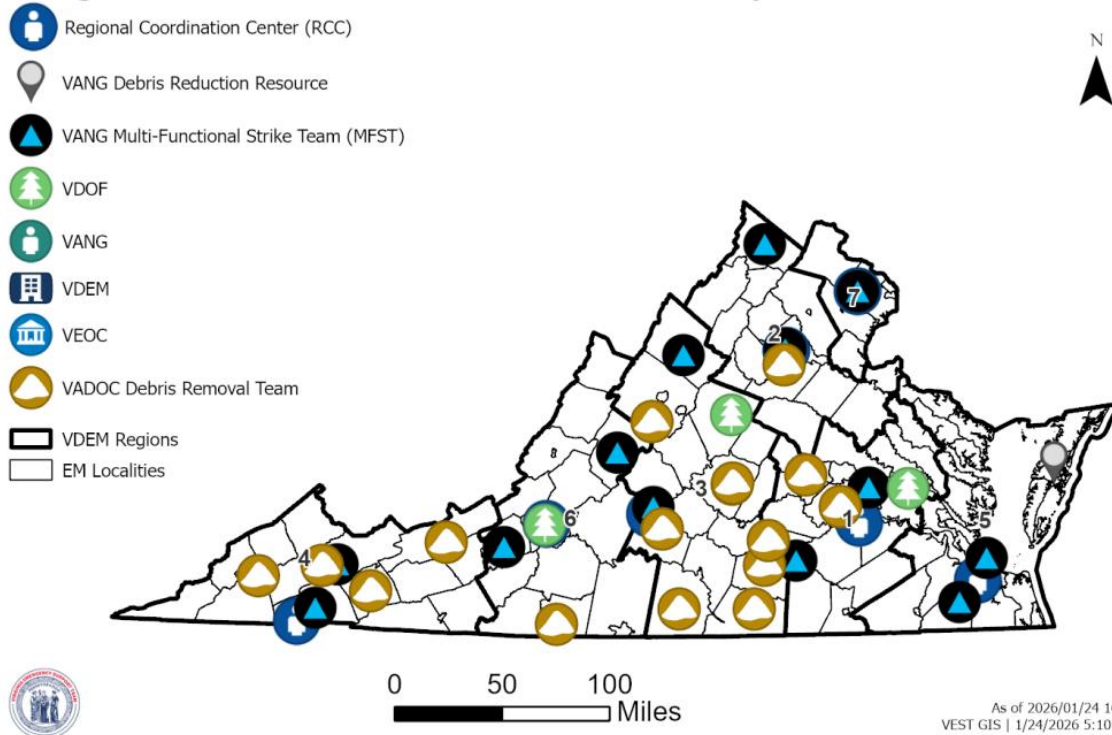 Regional Coordination Center (RCC)
VANG Debris Reduction Resource
VANG Multi-Functional Strike Team (MFST)
VDOF
VANG
VDEM
VEOC
VADOC Debris Removal Team
VDEM Regions
EM Localities
N
7
2
3
6
1
5
4
0 50 100
Miles
As of 2026/01/24
VEST GIS | 1/24/2026 5:10